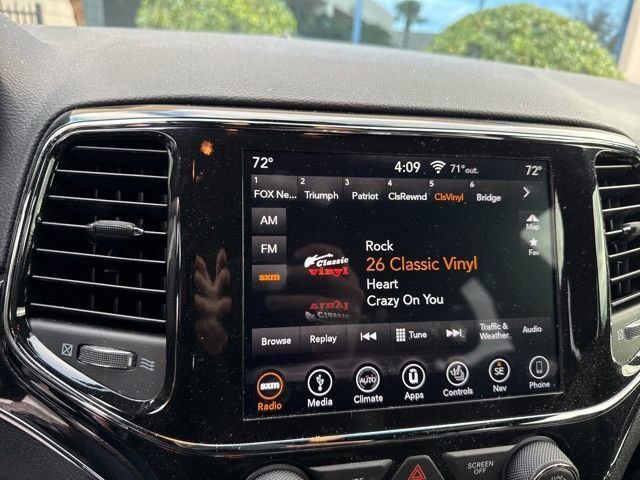 72° 4:09 71°out. 72°
1 2 3 4 5 6
FOX Ne... Triumph Patriot ClsRewnd ClsVinyl Bridge
AM
FM
sxm
Map
Fav
Classic
Vinyl
Rock
26 Classic Vinyl
Heart
Crazy On You
Browse Replay Tune Traffic & Weather Audio
sxm AUTO SE
Radio Media Climate Apps Controls Nav Phone
SCREEN
OFF